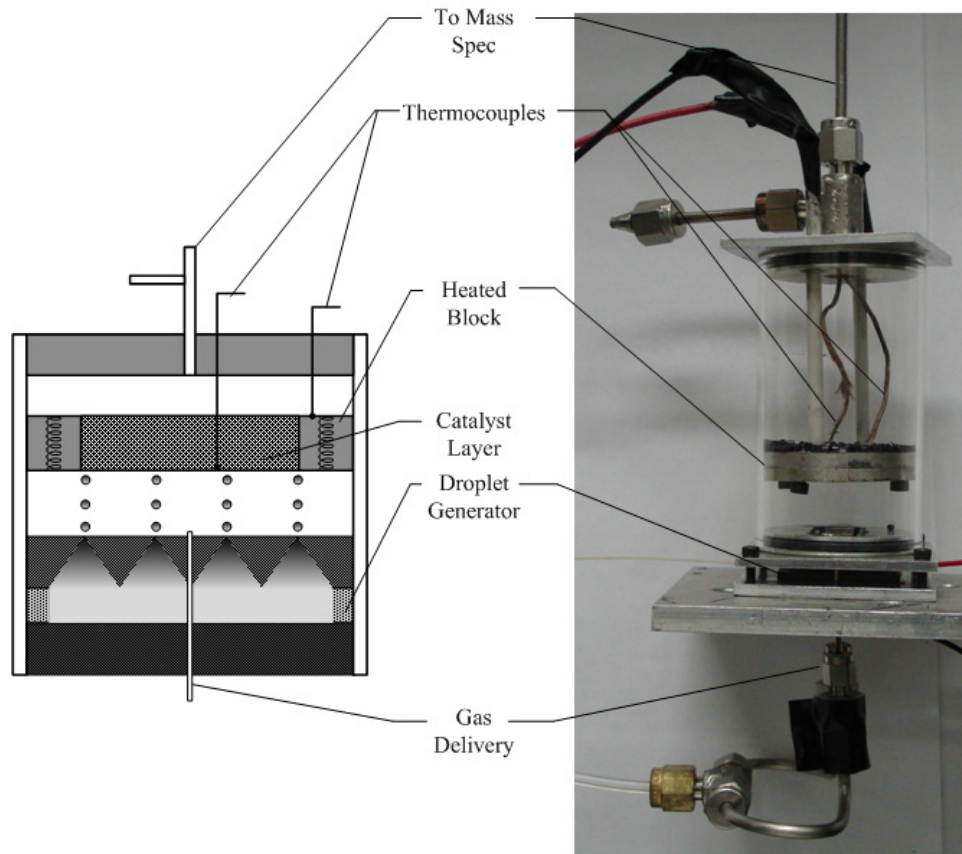 To Mass
Spec
Thermocouples
Heated
Block
Catalyst
Layer
Droplet
Generator
Gas
Delivery